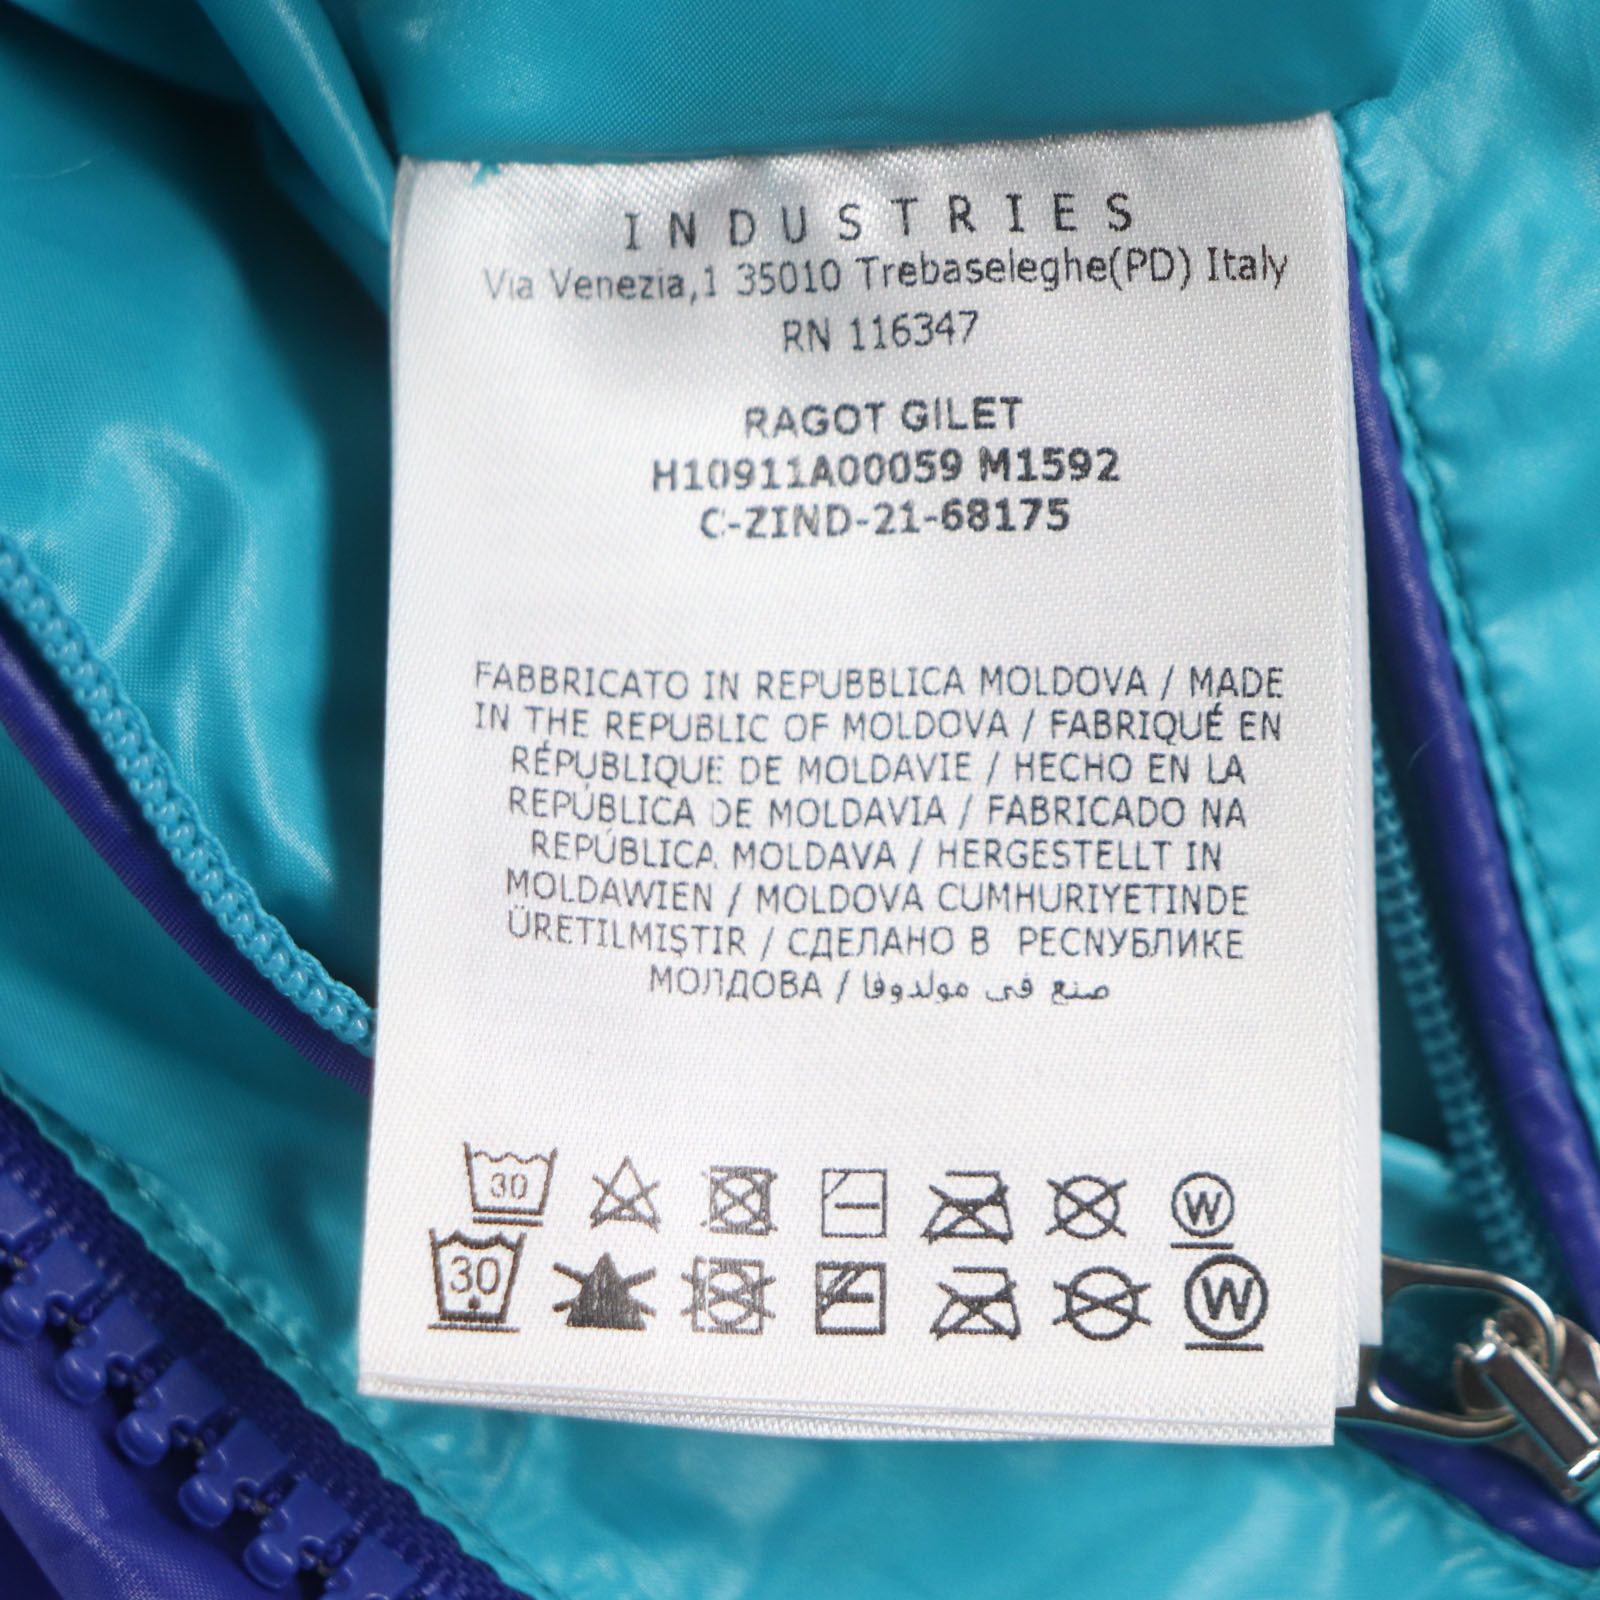 INDUSTRIES
Via Venezia,1 35010 Trebaseleghe(PD) Italy
RN 116347
RAGOT GILET
H10911A00059 M1592
C-ZIND-21-68175
FABBRICATO IN REPUBBLICA MOLDOVA / MADE
IN THE REPUBLIC OF MOLDOVA / FABRIQUÉ EN
RÉPUBLIQUE DE MOLDAVIE / HECHO EN LA
REPÚBLICA DE MOLDAVIA / FABRICADO NA
REPÚBLICA MOLDAVA / HERGESTELLT IN
MOLDAWIEN / MOLDOVA CUMHURIYETINDE
ÜRETILMIŞTIR / СДЕЛАНО В РЕСNУБЛИКЕ
МОЛДОВА / صنع في مولدوفا
30 W
30 W